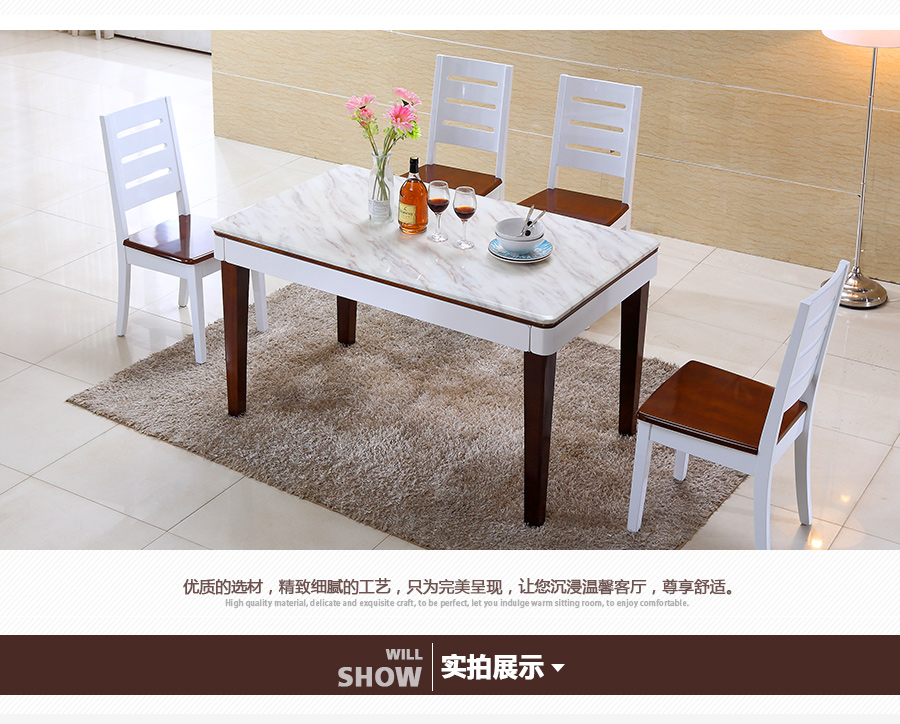 优质的选材，精致细腻的工艺，只为完美呈现，让您沉浸温馨客厅，尊享舒适。
High quality material, delicate and exquisite craft, to be perfect, let you indulge warm sitting room, to enjoy comfortable.
WILL
SHOW
实拍展示